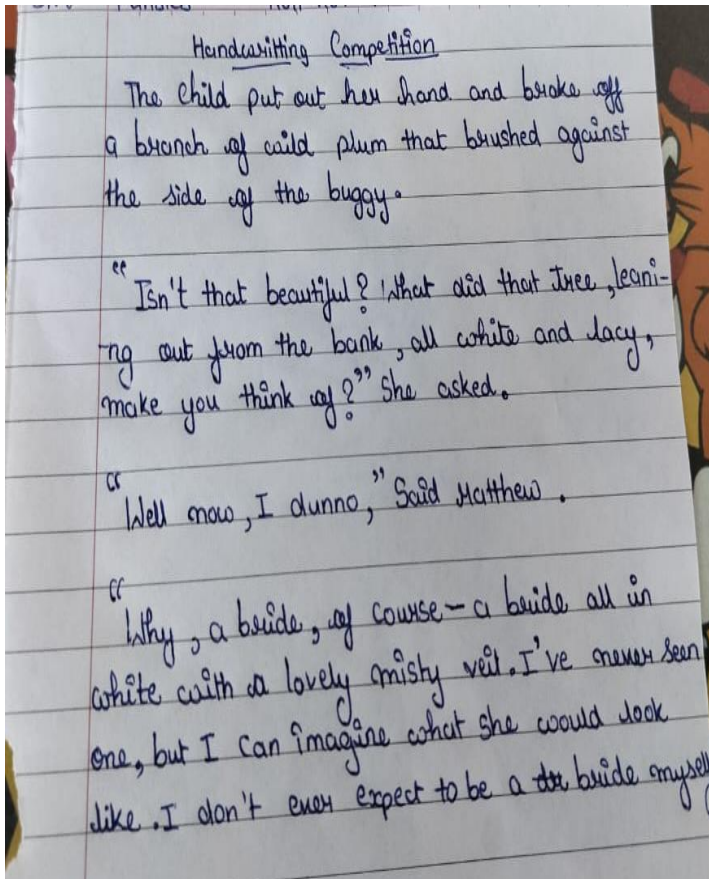 Handwritting Competition
The Child put out her hand and broke off
a branch of waild plum that brushed against
the side of the buggy.
"Isn't that beautiful? What did that Tree, leani-
-ng out from the bank, all white and lacy,
make you think of?" She asked.
"Well now, I dunno," Said Matthew.
"Why, a bride, of course - a bride all in
white with a lovely misty veil. I've never seen
one, but I Can imagine what She would look
like. I don't ever expect to be a bride myself